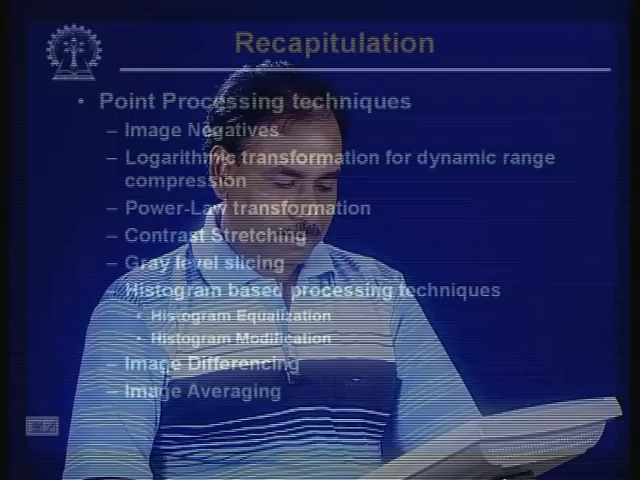 Recapitulation
• Point Processing techniques
– Image Negatives
– Logarithmic transformation for dynamic range
compression
– Power-Law transformation
– Contrast Stretching
– Gray level slicing
– Histogram based processing techniques
• Histogram Equalization
• Histogram Modification
– Image Differencing
– Image Averaging